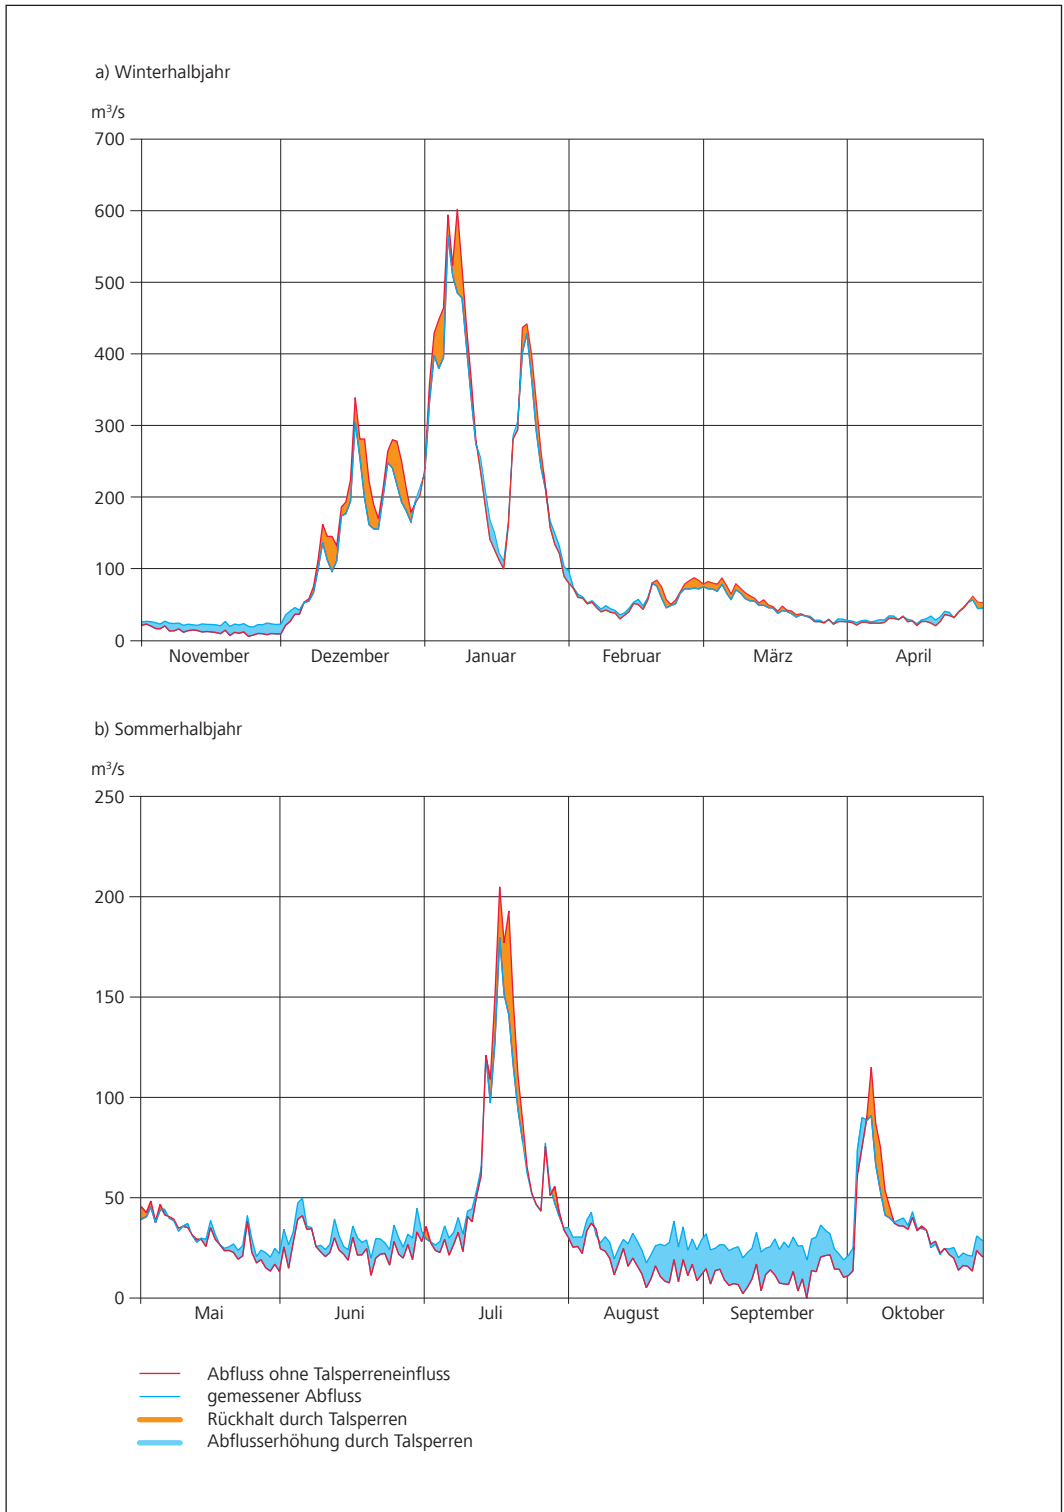 a) Winterhalbjahr
m³/s
700
600
500
400
300
200
100
0
November Dezember Januar Februar März April
b) Sommerhalbjahr
m³/s
250
200
150
100
50
0
Mai Juni Juli August September Oktober
Abfluss ohne Talsperreneinfluss
gemessener Abfluss
Rückhalt durch Talsperren
Abflusserhöhung durch Talsperren